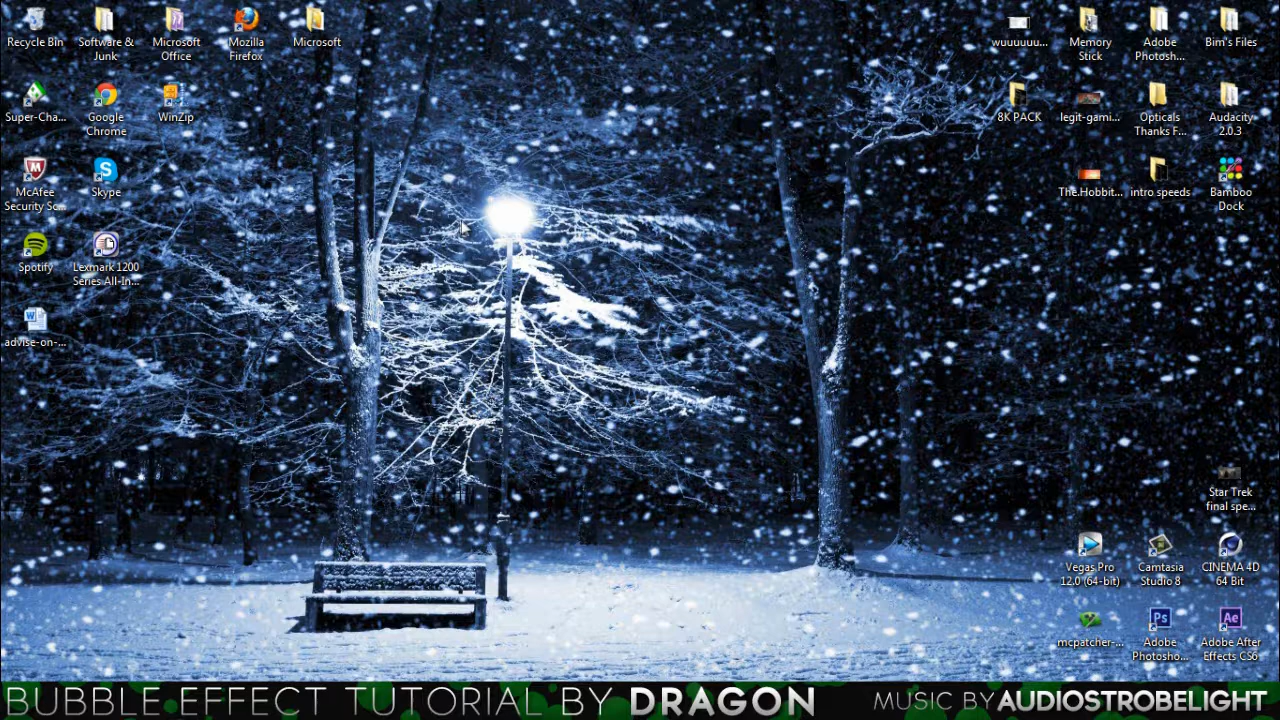 Recycle Bin
Software &
Junk
Microsoft
Office
Mozilla
Firefox
Microsoft
wuuuuuu...
Memory
Stick
Adobe
Photosh...
Bim's Files
Super-Cha...
Google
Chrome
WinZip
8K PACK
legit-gami...
Opticals
Thanks F...
Audacity
2.0.3
McAfee
Security Sc...
Skype
The.Hobbit...
intro speeds
Bamboo
Dock
Spotify
Lexmark 1200
Series All-In...
advise-on-...
Star Trek
final spe...
Vegas Pro
12.0 (64-bit)
Camtasia
Studio 8
CINEMA 4D
64 Bit
mcpatcher-...
Adobe
Photosho...
Adobe After
Effects CS6
BUBBLE EFFECT TUTORIAL BY DRAGON
MUSIC BY AUDIOSTROBELIGHT